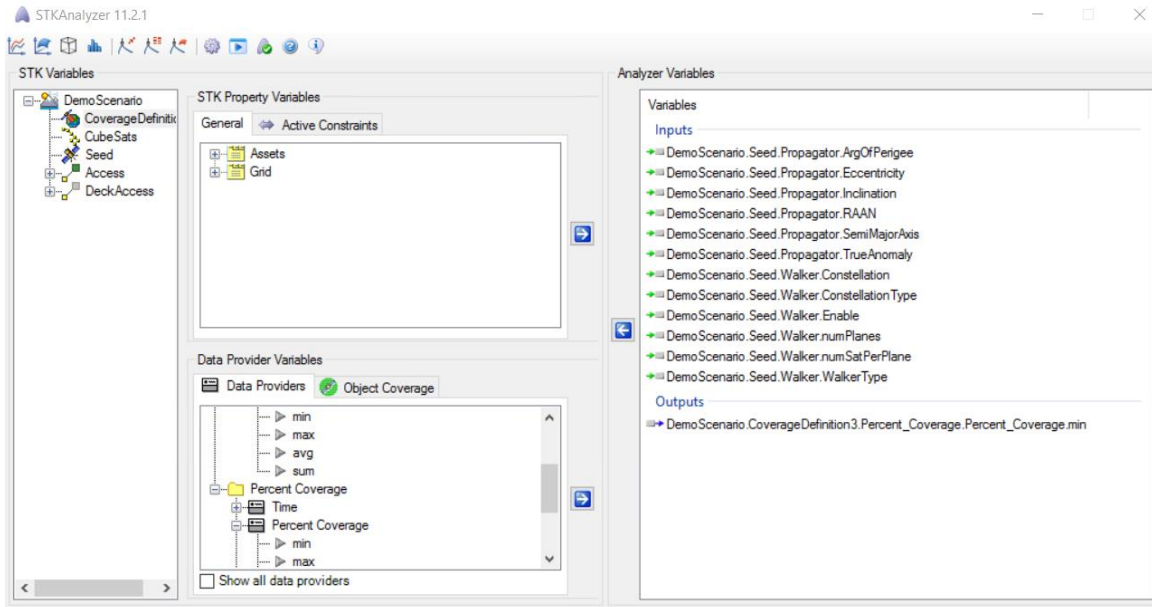 STKAnalyzer 11.2.1
STK Variables
DemoScenario
CoverageDefinitic
CubeSats
Seed
Access
DeckAccess
STK Property Variables
General
Active Constraints
Assets
Grid
Data Provider Variables
Data Providers
Object Coverage
min
max
avg
sum
Percent Coverage
Time
Percent Coverage
min
max
Show all data providers
Analyzer Variables
Variables
Inputs
DemoScenario.Seed.Propagator.ArgOfPerigee
DemoScenario.Seed.Propagator.Eccentricity
DemoScenario.Seed.Propagator.Inclination
DemoScenario.Seed.Propagator.RAAN
DemoScenario.Seed.Propagator.SemiMajorAxis
DemoScenario.Seed.Propagator.TrueAnomaly
DemoScenario.Seed.Walker.Constellation
DemoScenario.Seed.Walker.ConstellationType
DemoScenario.Seed.Walker.Enable
DemoScenario.Seed.Walker.numPlanes
DemoScenario.Seed.Walker.numSatPerPlane
DemoScenario.Seed.Walker.WalkerType
Outputs
DemoScenario.CoverageDefinition3.Percent_Coverage.Percent_Coverage.min